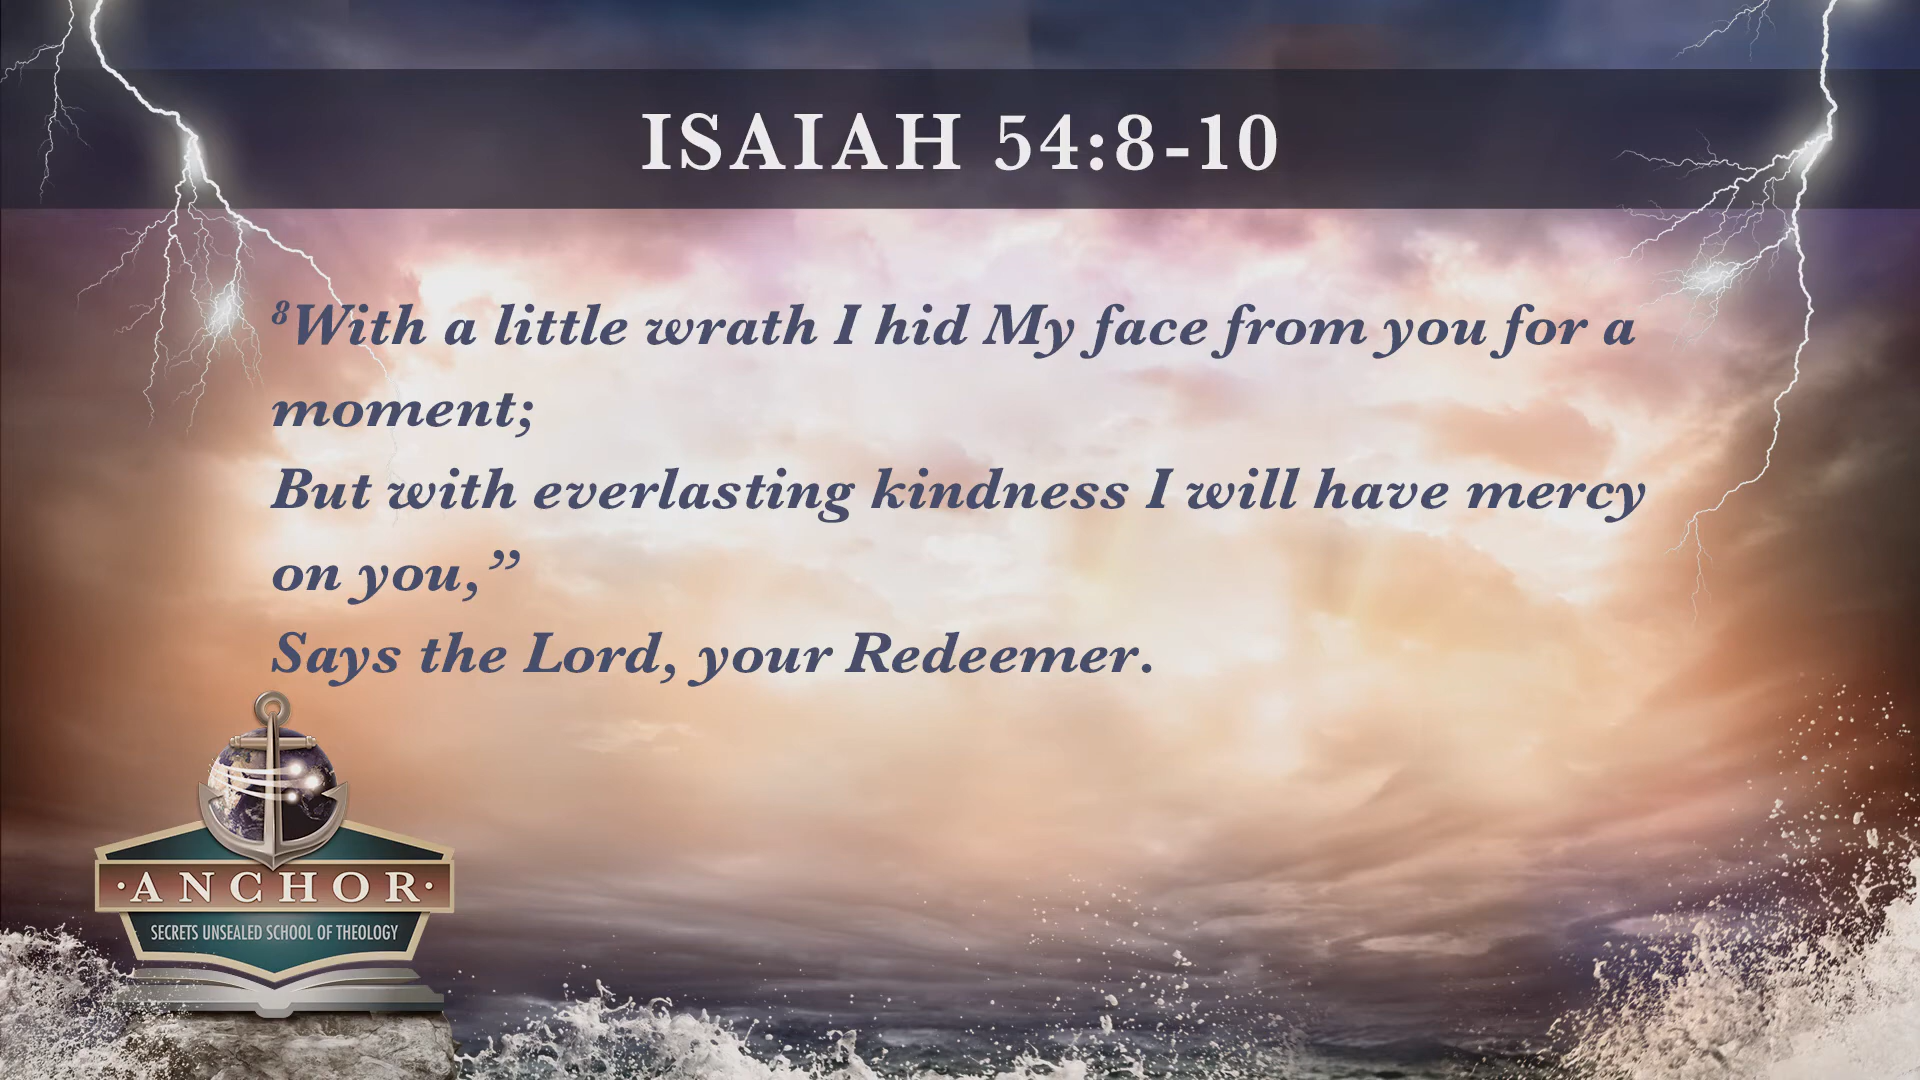 ISAIAH 54:8-10
⁸With a little wrath I hid My face from you for a
moment;
But with everlasting kindness I will have mercy
on you,”
Says the Lord, your Redeemer.
·ANCHOR·
SECRETS UNSEALED SCHOOL OF THEOLOGY